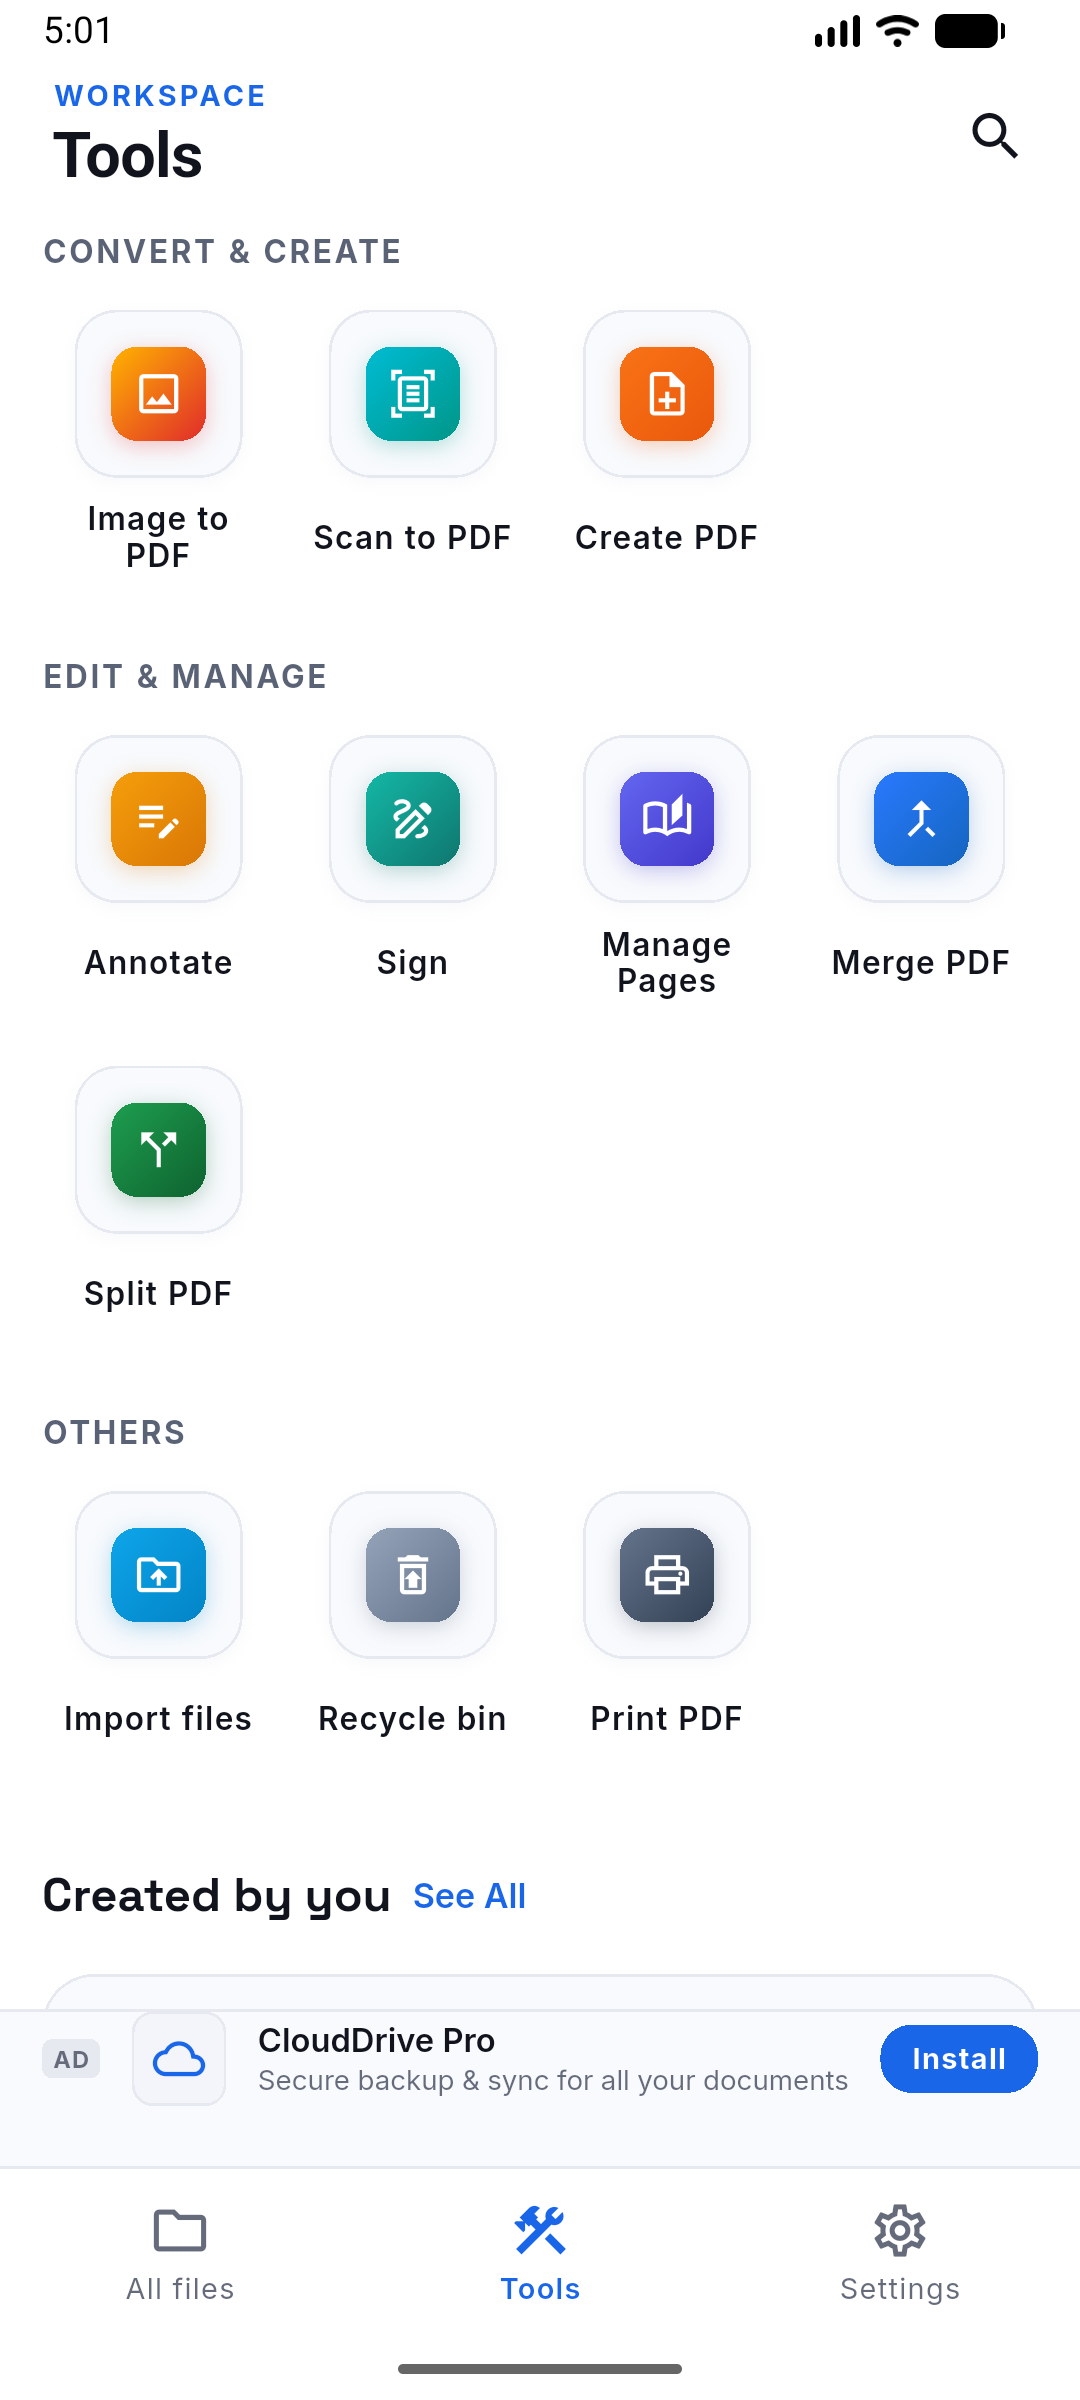 5:01
WORKSPACE
Tools
CONVERT & CREATE
Image to
PDF
Scan to PDF
Create PDF
EDIT & MANAGE
Annotate
Sign
Manage
Pages
Merge PDF
Split PDF
OTHERS
Import files
Recycle bin
Print PDF
Created by you See All
AD
CloudDrive Pro
Secure backup & sync for all your documents
Install
All files
Tools
Settings